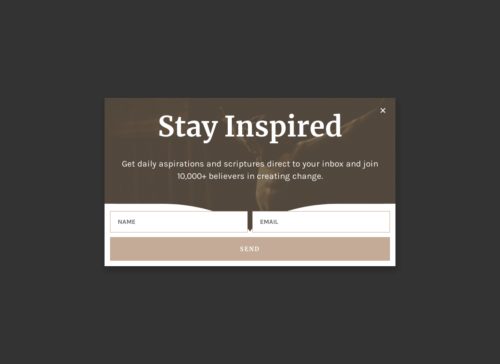 ×
Stay Inspired
Get daily aspirations and scriptures direct to your inbox and join
10,000+ believers in creating change.
NAME EMAIL
SEND